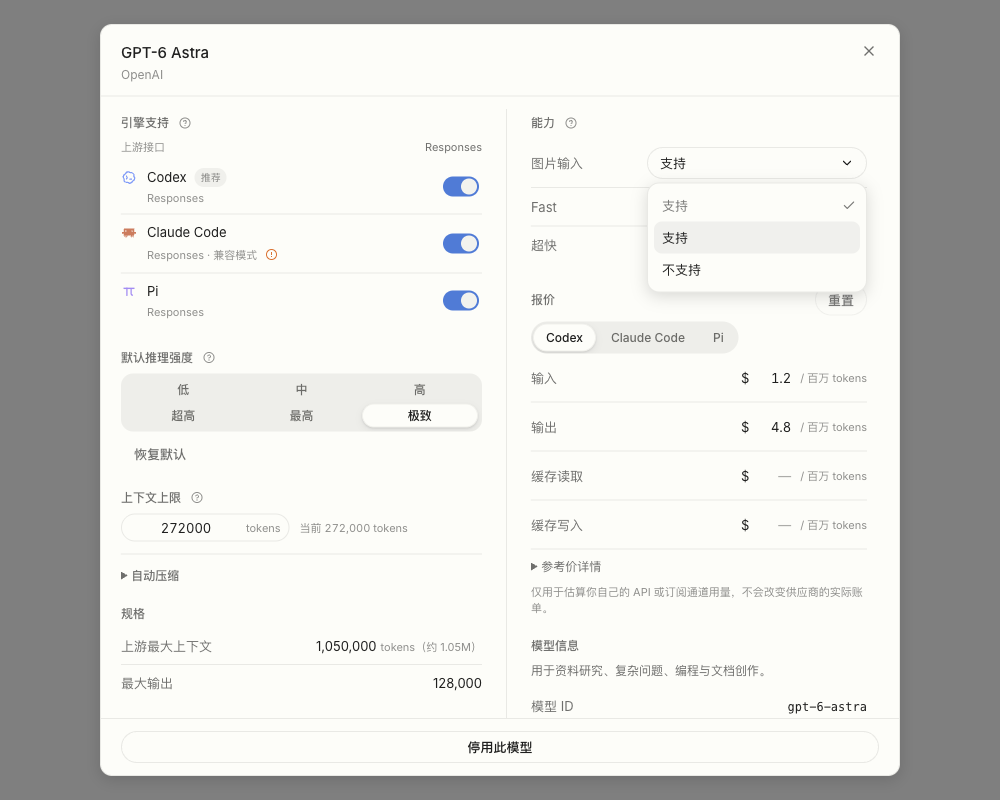 GPT-6 Astra
OpenAI
引擎支持
上游接口 Responses
Codex 推荐
Responses
Claude Code
Responses · 兼容模式
Pi
Responses
默认推理强度
低 中 高
超高 最高 极致
恢复默认
上下文上限
272000 tokens 当前 272,000 tokens
自动压缩
规格
上游最大上下文 1,050,000 tokens (约 1.05M)
最大输出 128,000
能力
图片输入 支持
Fast
超快
支持
支持
不支持
报价 重置
Codex Claude Code Pi
输入 $ 1.2 / 百万 tokens
输出 $ 4.8 / 百万 tokens
缓存读取 $ — / 百万 tokens
缓存写入 $ — / 百万 tokens
参考价详情
仅用于估算你自己的 API 或订阅通道用量，不会改变供应商的实际账
单。
模型信息
用于资料研究、复杂问题、编程与文档创作。
模型 ID gpt-6-astra
停用此模型